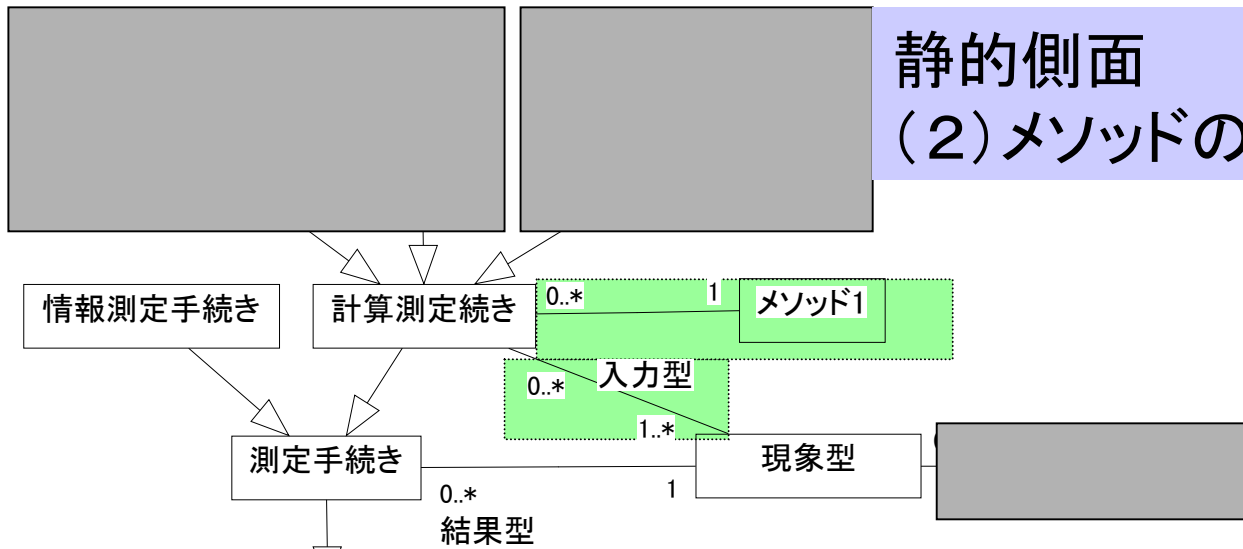 静的側面
（２）メソッドの
情報測定手続き
計算測定続き
0..*
1
メソッド1
0..*
入力型
1..*
測定手続き
現象型
0..*
1
結果型